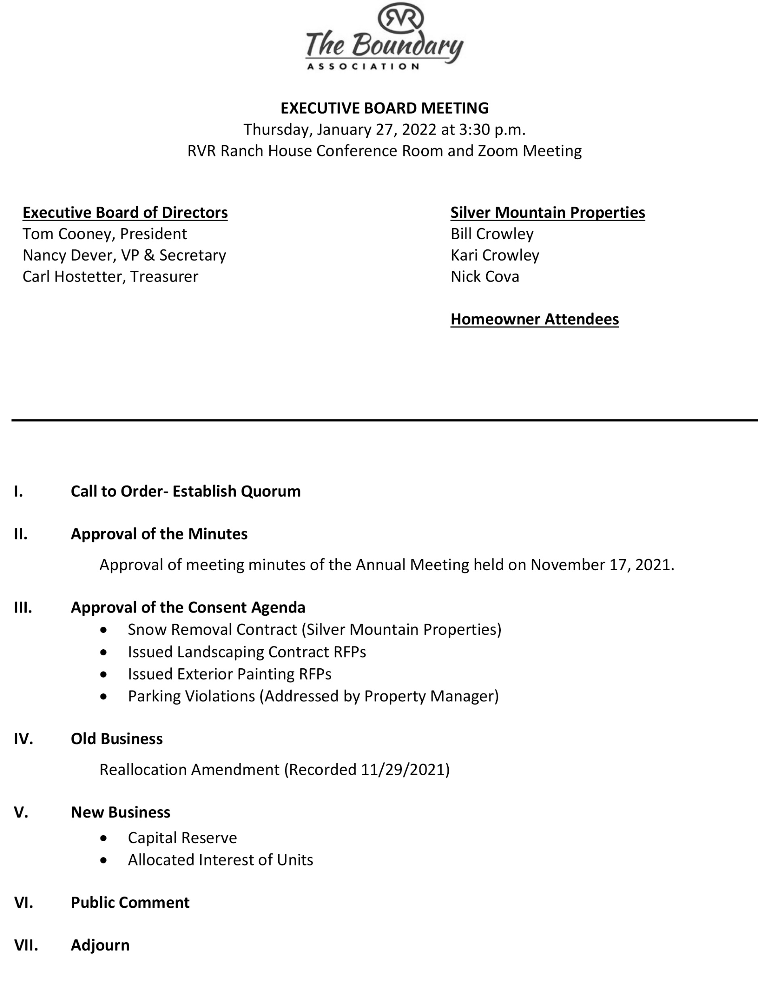 RVR
The Boundary
ASSOCIATION
EXECUTIVE BOARD MEETING
Thursday, January 27, 2022 at 3:30 p.m.
RVR Ranch House Conference Room and Zoom Meeting
Executive Board of Directors
Tom Cooney, President
Nancy Dever, VP & Secretary
Carl Hostetter, Treasurer
Silver Mountain Properties
Bill Crowley
Kari Crowley
Nick Cova
Homeowner Attendees
I. Call to Order- Establish Quorum
II. Approval of the Minutes
Approval of meeting minutes of the Annual Meeting held on November 17, 2021.
III. Approval of the Consent Agenda
• Snow Removal Contract (Silver Mountain Properties)
• Issued Landscaping Contract RFPs
• Issued Exterior Painting RFPs
• Parking Violations (Addressed by Property Manager)
IV. Old Business
Reallocation Amendment (Recorded 11/29/2021)
V. New Business
• Capital Reserve
• Allocated Interest of Units
VI. Public Comment
VII. Adjourn